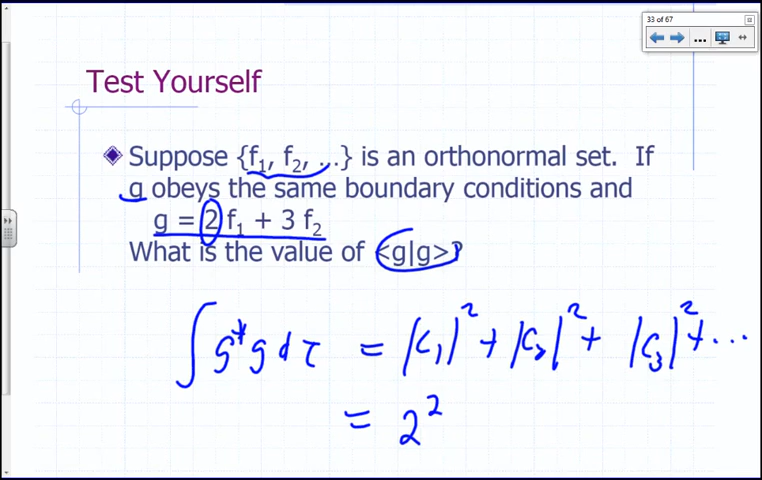 33 of 67
Test Yourself
Suppose {f₁, f₂, ...} is an orthonormal set. If
g obeys the same boundary conditions and
g = 2 f₁ + 3 f₂
What is the value of <g|g>?
∫ g* g dτ = |c₁|² + |c₂|² + |c₃|² + ...
= 2²